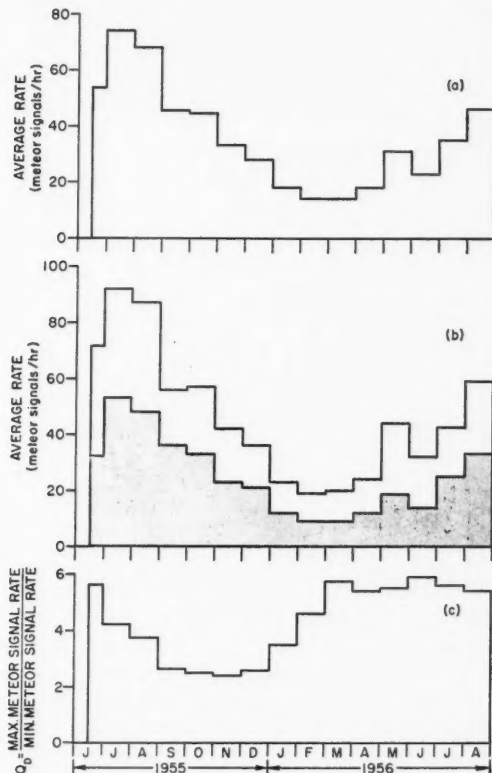 80
60
40
20
0
AVERAGE RATE
(meteor signals/hr)
(a)
100
80
60
40
20
0
AVERAGE RATE
(meteor signals/hr)
(b)
6
4
2
0
Q_D = MAX. METEOR SIGNAL RATE
MIN. METEOR SIGNAL RATE
(c)
J J A S O N D J F M A M J J A
1955 1956